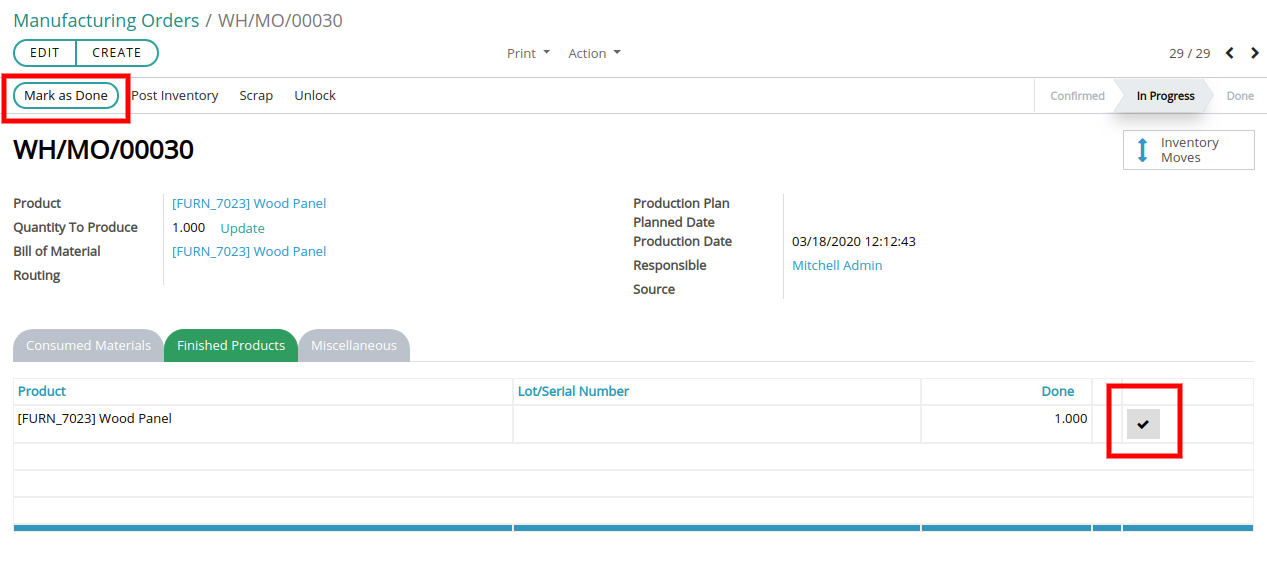 Manufacturing Orders / WH/MO/00030
EDIT CREATE Print Action 29 / 29
Mark as Done Post Inventory Scrap Unlock Confirmed In Progress Done
WH/MO/00030
Inventory
Moves
Product [FURN_7023] Wood Panel Production Plan
Planned Date
Quantity To Produce 1.000 Update
Production Date 03/18/2020 12:12:43
Bill of Material [FURN_7023] Wood Panel
Responsible Mitchell Admin
Routing
Source
Consumed Materials Finished Products Miscellaneous
Product Lot/Serial Number Done
[FURN_7023] Wood Panel 1.000